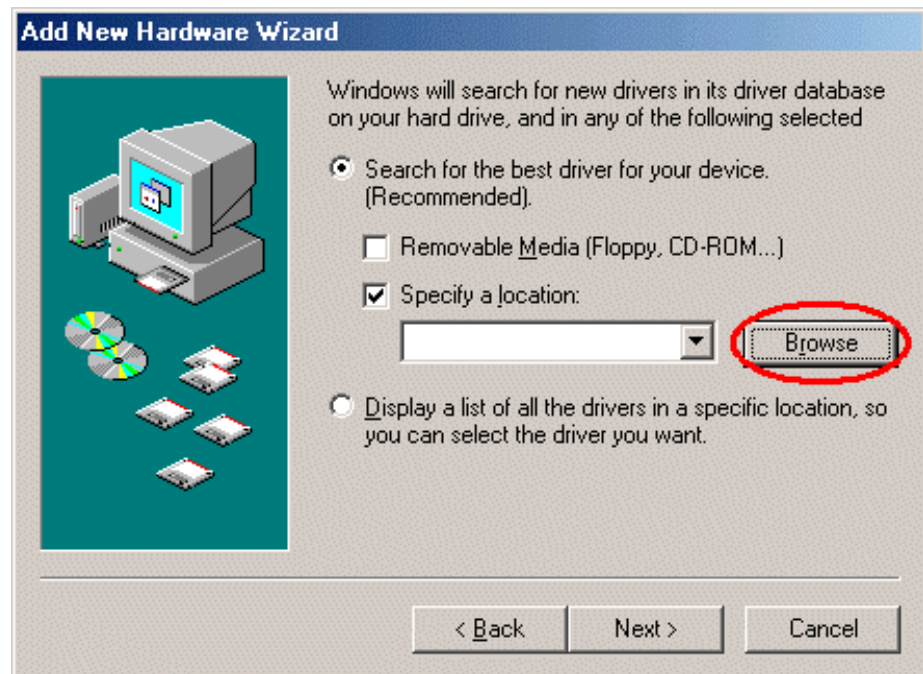 Add New Hardware Wizard
Windows will search for new drivers in its driver database
on your hard drive, and in any of the following selected
Search for the best driver for your device.
(Recommended).
Removable Media (Floppy, CD-ROM...)
Specify a location:
Browse
Display a list of all the drivers in a specific location, so
you can select the driver you want.
< Back
Next >
Cancel